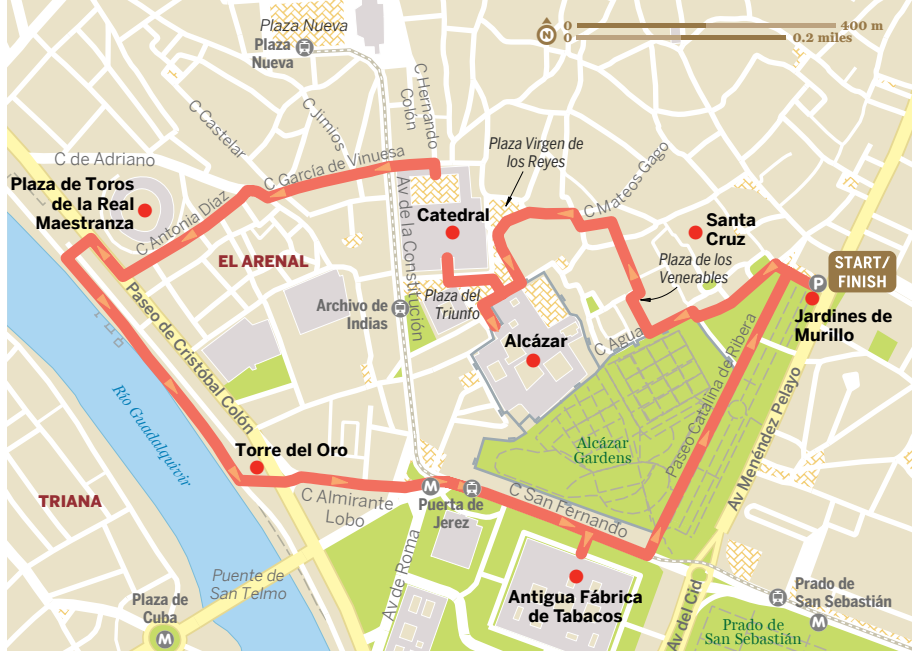 Plaza Nueva
Plaza
Nueva
0
400 m
N
0
0.2 miles
C Hernando
Colón
C Castelar
C Jimios
C de Adriano
C García de Vinuesa
Plaza Virgen de
los Reyes
C Mateos Gago
Plaza de Toros
de la Real
Maestranza
C Antonia Díaz
Av de la Constitución
Catedral
Santa
Cruz
EL ARENAL
Plaza de los
Venerables
START/
FINISH
P
Archivo de
Indias
Plaza del
Triunfo
Jardines de
Murillo
Alcázar
C Agua
Paseo de Cristóbal Colón
Paseo Catalina de Ribera
Av Menéndez Pelayo
Río Guadalquivir
Alcázar
Gardens
Torre del Oro
TRIANA
C Almirante
Lobo
M
Puerta de
Jerez
C San Fernando
Av de Roma
Puente de
San Telmo
Antigua Fábrica
de Tabacos
Plaza de
Cuba
M
Av del Cid
Prado de
San Sebastián
M
Prado de
San Sebastián